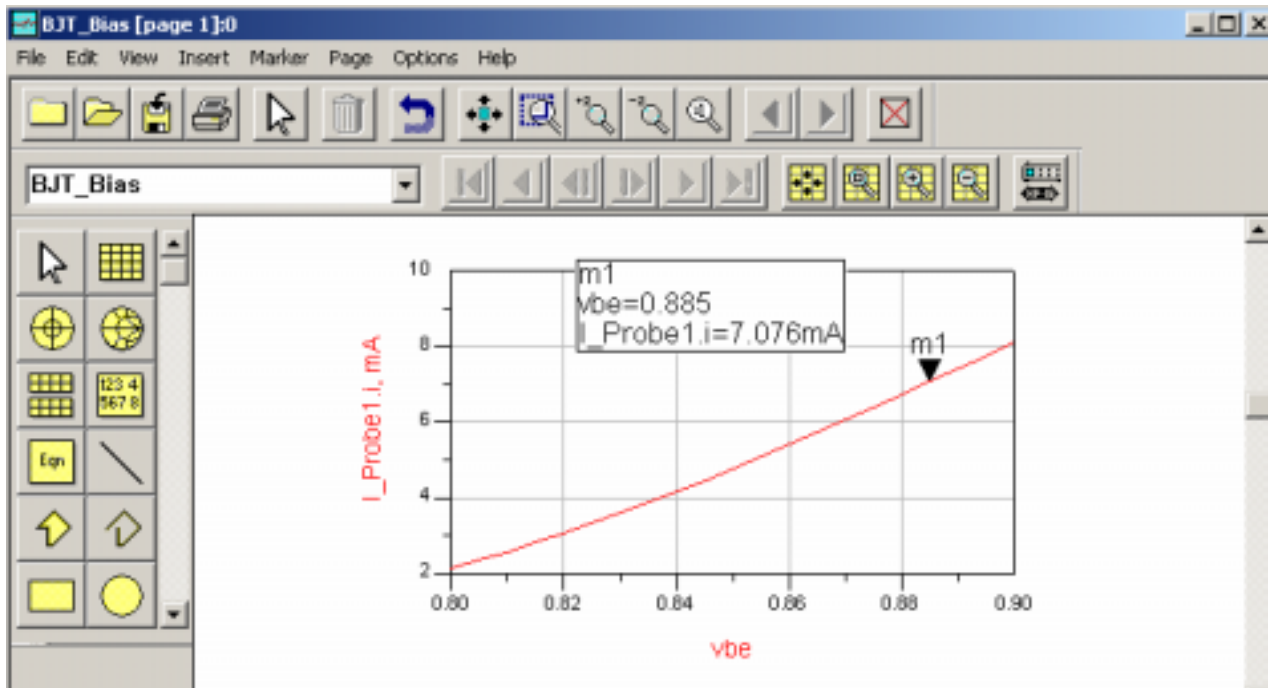 BJT_Bias [page 1]:0
File Edit View Insert Marker Page Options Help
+2 -2
BJT_Bias
123 4
567 8
Eqn
m1
vbe=0.885
I_Probe1.i=7.076mA
m1
I_Probe1.i, mA
10
8
6
4
2
0.80 0.82 0.84 0.86 0.88 0.90
vbe